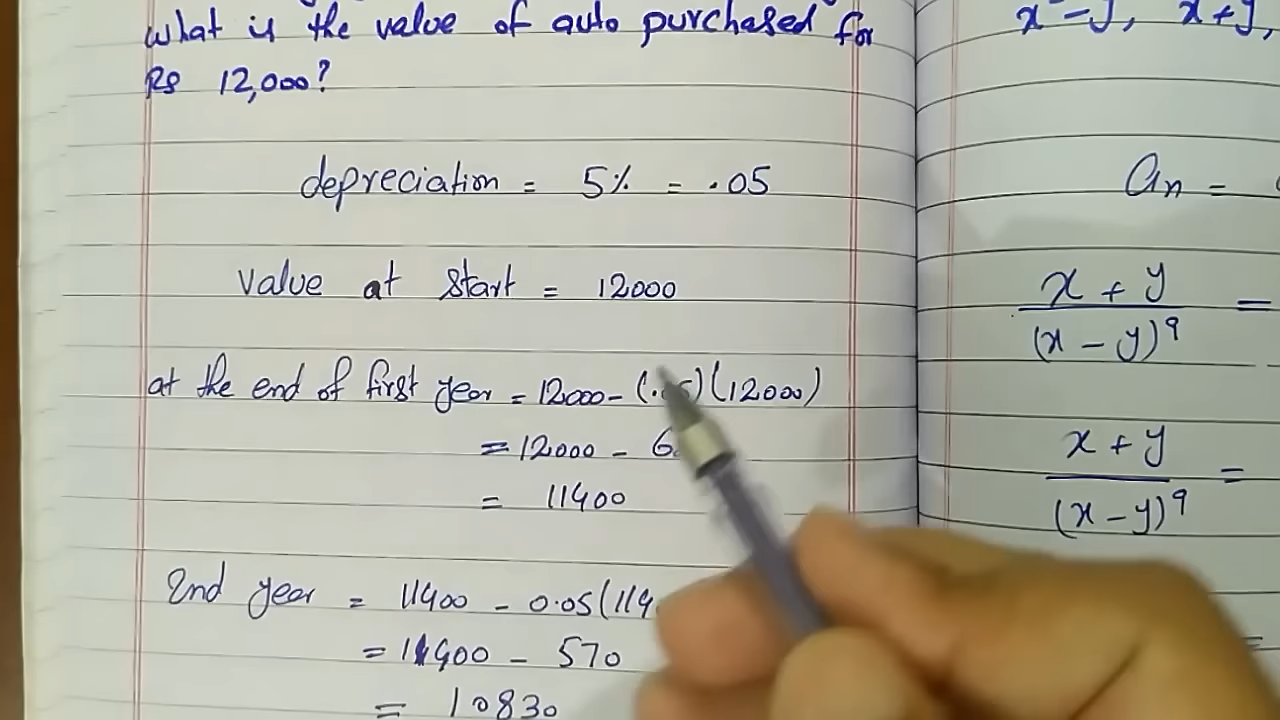 what is the value of auto purchased for
Rs 12,000?
depreciation = 5% = .05
value at start = 12000
at the end of first year = 12000 - (.05)(12000)
= 12000 - 6
= 11400
2nd year = 11400 - 0.05(114
= 11400 - 570
= 10830
x - y, x + y,
an =
x + y
(x - y)^9 =
x + y
(x - y)^9 =
=